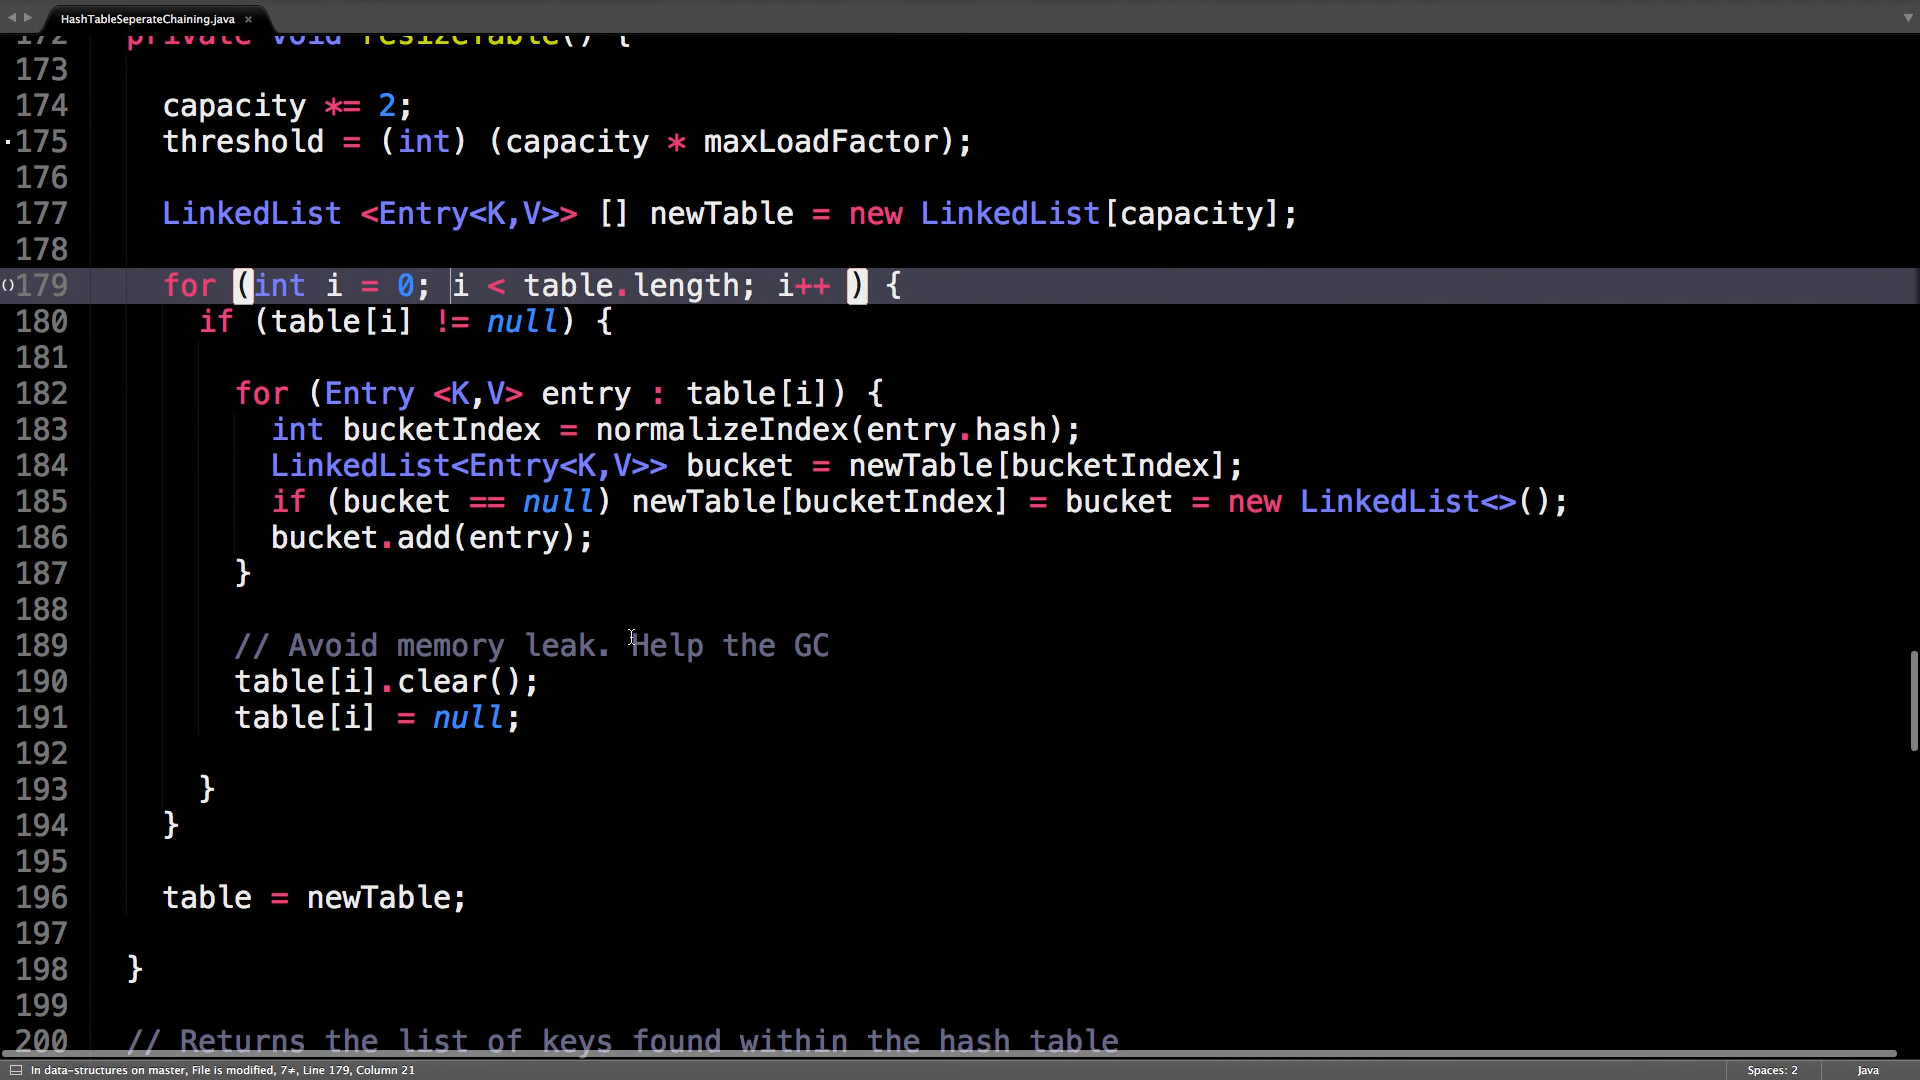 HashTableSeperateChaining.java ×
172 private void resizeTable() {
173
174 capacity *= 2;
175 threshold = (int) (capacity * maxLoadFactor);
176
177 LinkedList <Entry<K,V>> [] newTable = new LinkedList[capacity];
178
179 for (int i = 0; i < table.length; i++ ) {
180 if (table[i] != null) {
181
182 for (Entry <K,V> entry : table[i]) {
183 int bucketIndex = normalizeIndex(entry.hash);
184 LinkedList<Entry<K,V>> bucket = newTable[bucketIndex];
185 if (bucket == null) newTable[bucketIndex] = bucket = new LinkedList<>();
186 bucket.add(entry);
187 }
188
189 // Avoid memory leak. Help the GC
190 table[i].clear();
191 table[i] = null;
192
193 }
194 }
195
196 table = newTable;
197
198 }
199
200 // Returns the list of keys found within the hash table
In data-structures on master, File is modified, 7≠, Line 179, Column 21 Spaces: 2 Java